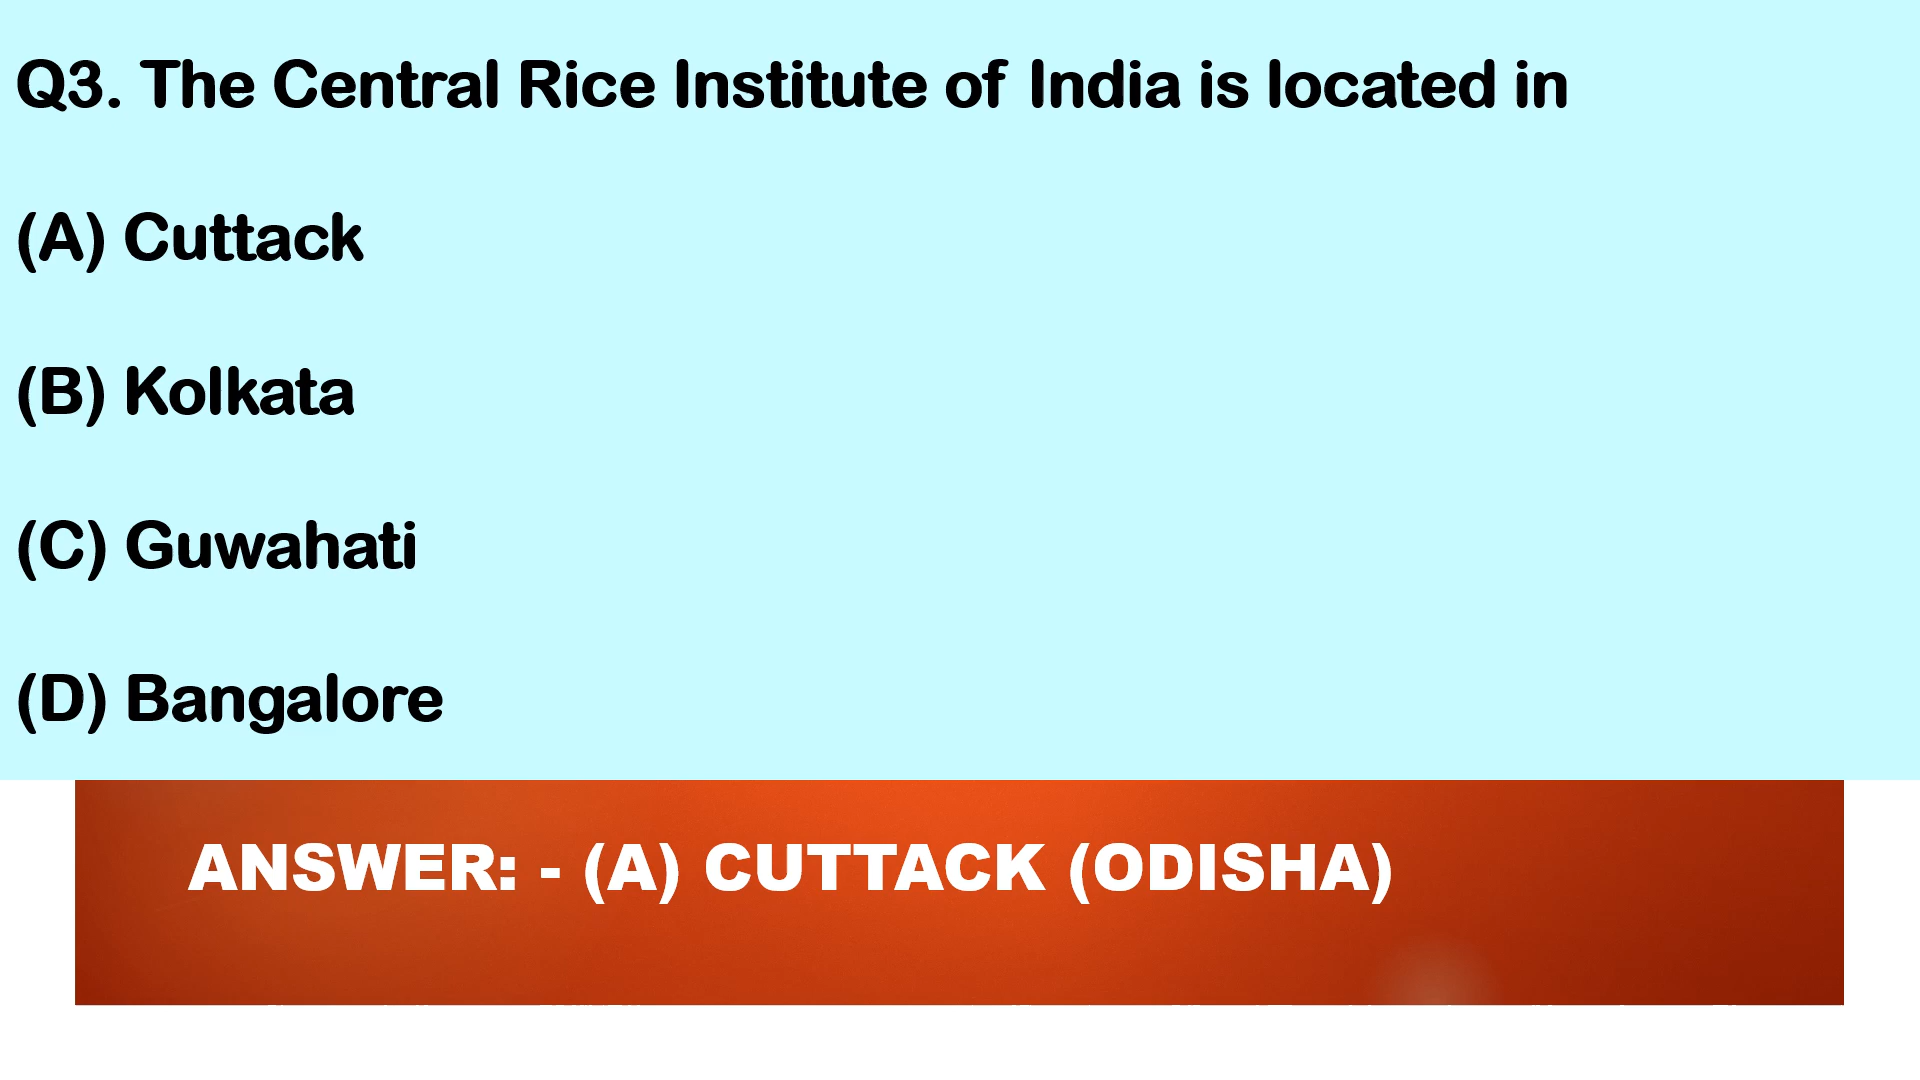 Q3. The Central Rice Institute of India is located in
(A) Cuttack
(B) Kolkata
(C) Guwahati
(D) Bangalore
ANSWER: - (A) CUTTACK (ODISHA)